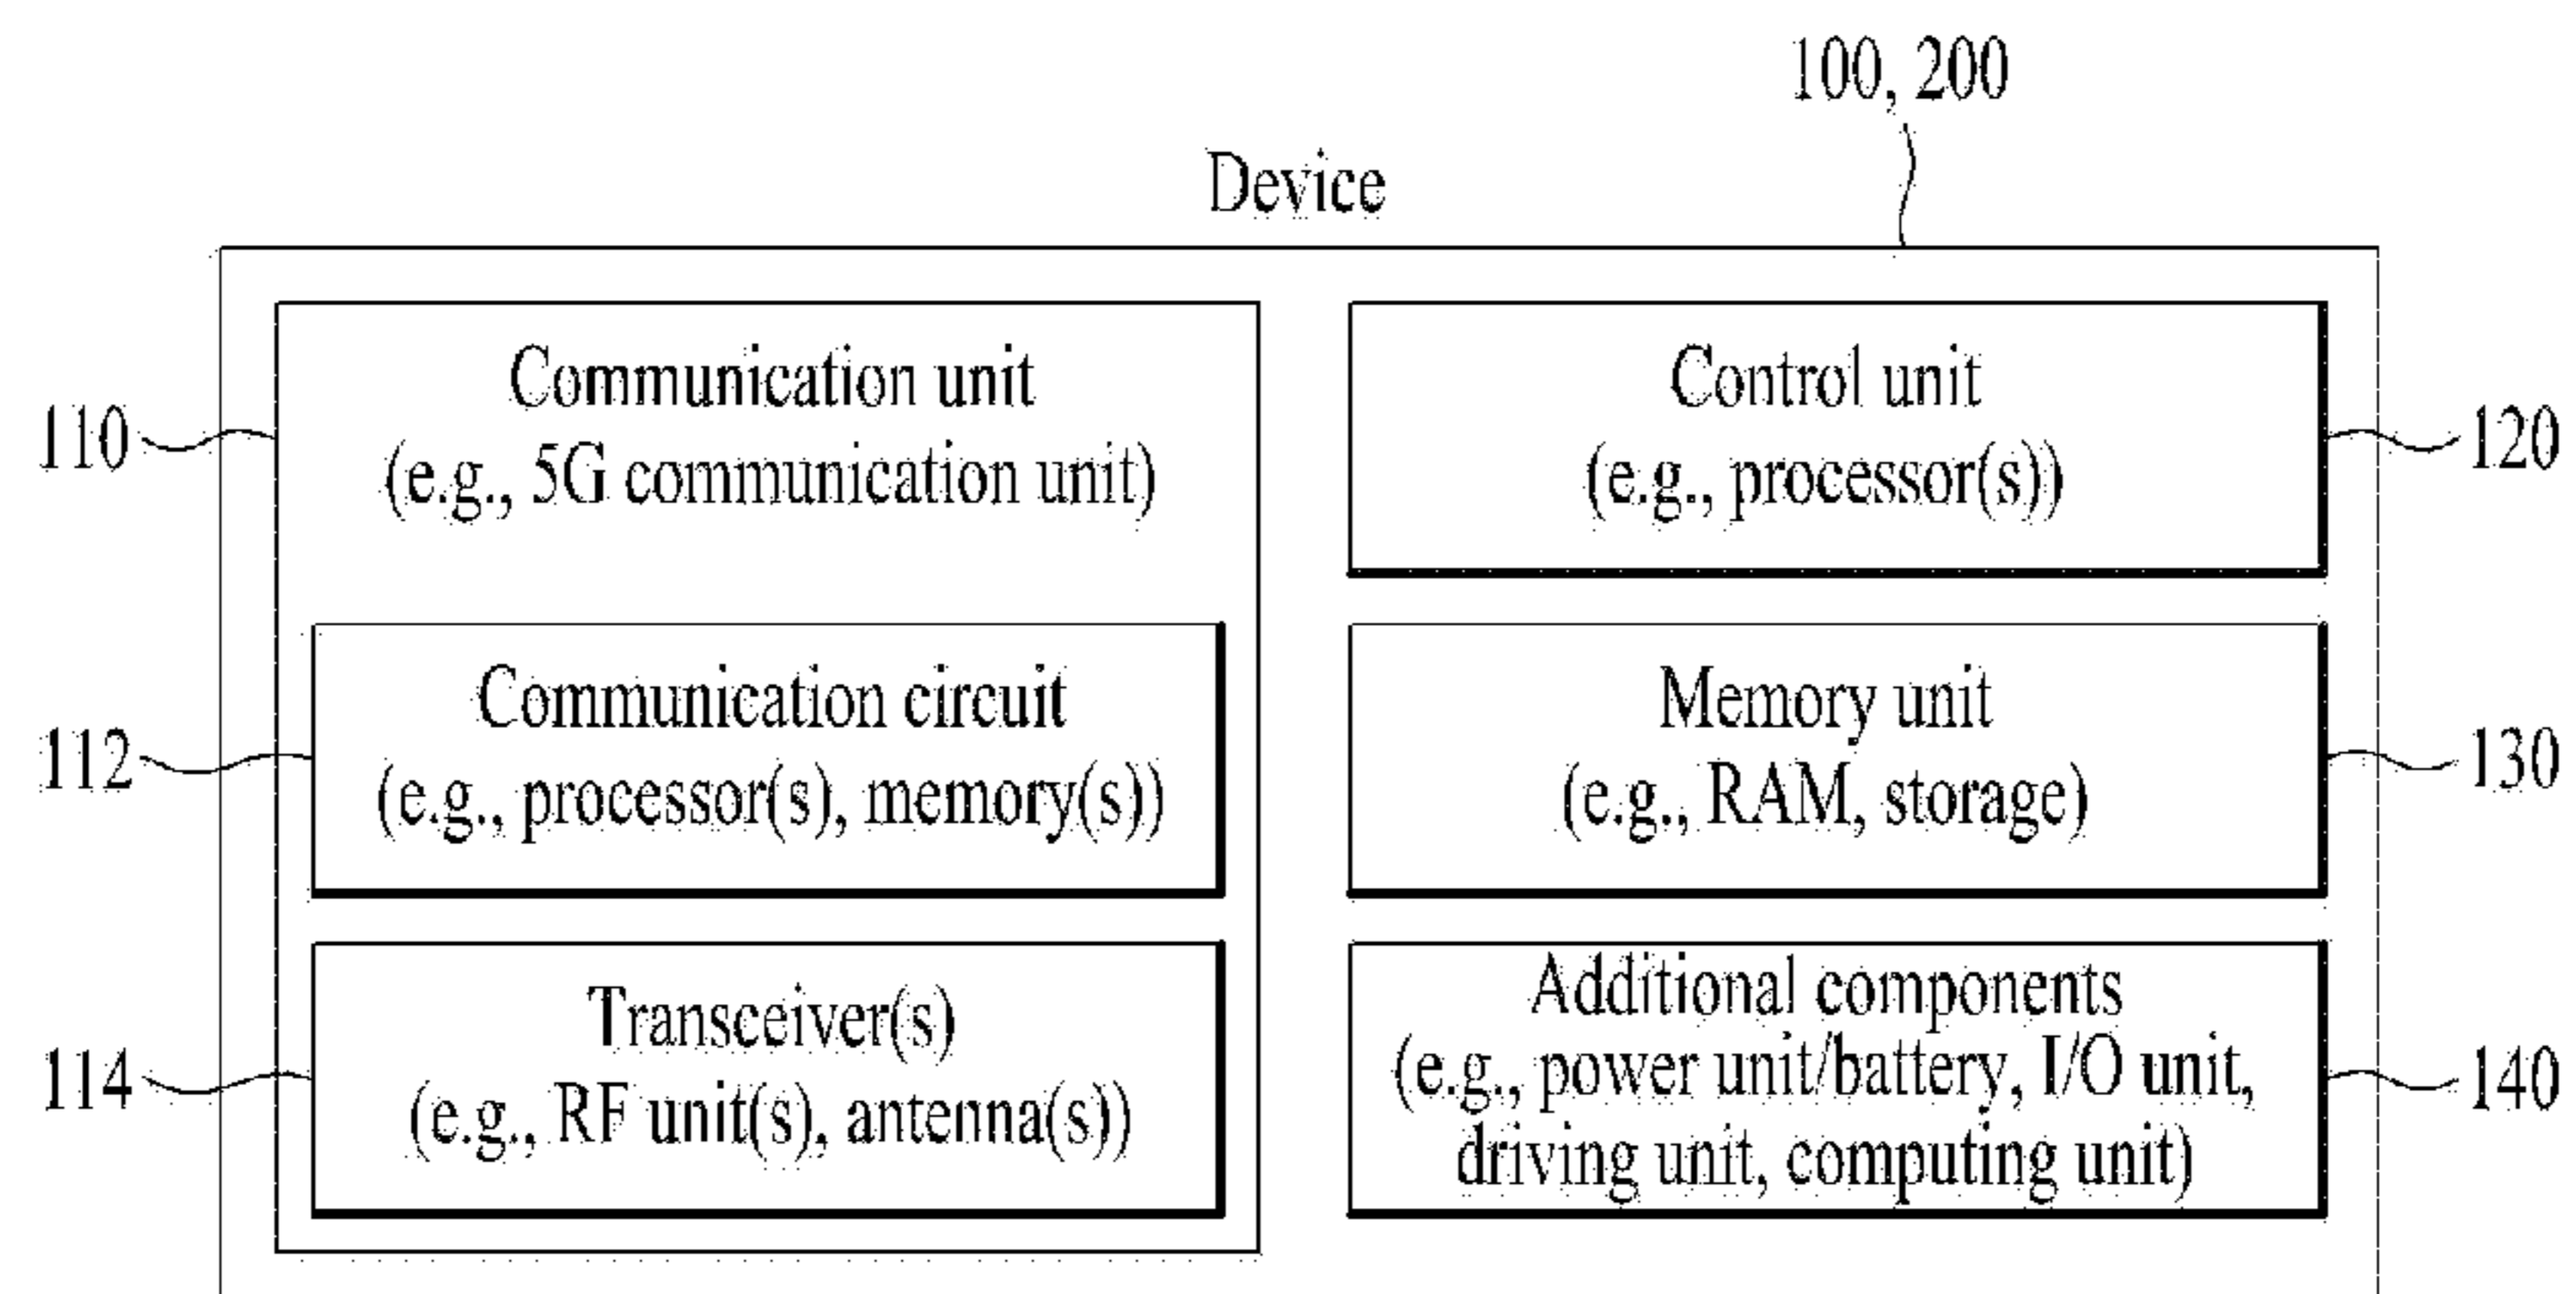 100, 200
Device
110
Communication unit
(e.g., 5G communication unit)
112
Communication circuit
(e.g., processor(s), memory(s))
114
Transceiver(s)
(e.g., RF unit(s), antenna(s))
Control unit
(e.g., processor(s))
120
Memory unit
(e.g., RAM, storage)
130
Additional components
(e.g., power unit/battery, I/O unit,
driving unit, computing unit)
140